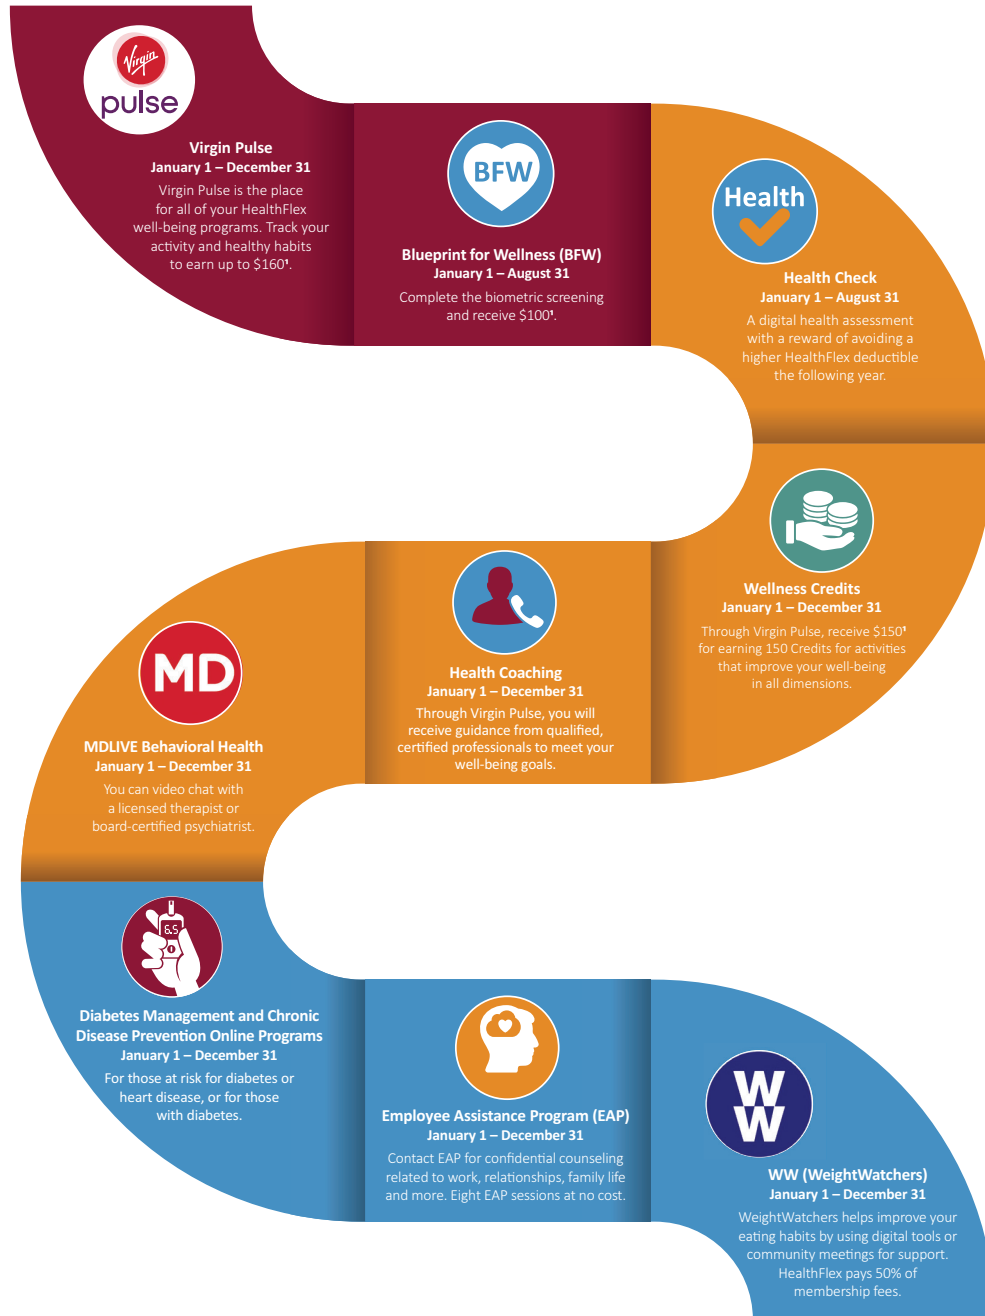 Virgin
pulse
Virgin Pulse
January 1 – December 31
Virgin Pulse is the place
for all of your HealthFlex
well-being programs. Track your
activity and healthy habits
to earn up to $160¹.
BFW
Blueprint for Wellness (BFW)
January 1 – August 31
Complete the biometric screening
and receive $100¹.
Health
Health Check
January 1 – August 31
A digital health assessment
with a reward of avoiding a
higher HealthFlex deductible
the following year.
Wellness Credits
January 1 – December 31
Through Virgin Pulse, receive $150¹
for earning 150 Credits for activities
that improve your well-being
in all dimensions.
Health Coaching
January 1 – December 31
Through Virgin Pulse, you will
receive guidance from qualified,
certified professionals to meet your
well-being goals.
MD
MDLIVE Behavioral Health
January 1 – December 31
You can video chat with
a licensed therapist or
board-certified psychiatrist.
6.5
Diabetes Management and Chronic
Disease Prevention Online Programs
January 1 – December 31
For those at risk for diabetes or
heart disease, or for those
with diabetes.
Employee Assistance Program (EAP)
January 1 – December 31
Contact EAP for confidential counseling
related to work, relationships, family life
and more. Eight EAP sessions at no cost.
W
W
WW (WeightWatchers)
January 1 – December 31
WeightWatchers helps improve your
eating habits by using digital tools or
community meetings for support.
HealthFlex pays 50% of
membership fees.